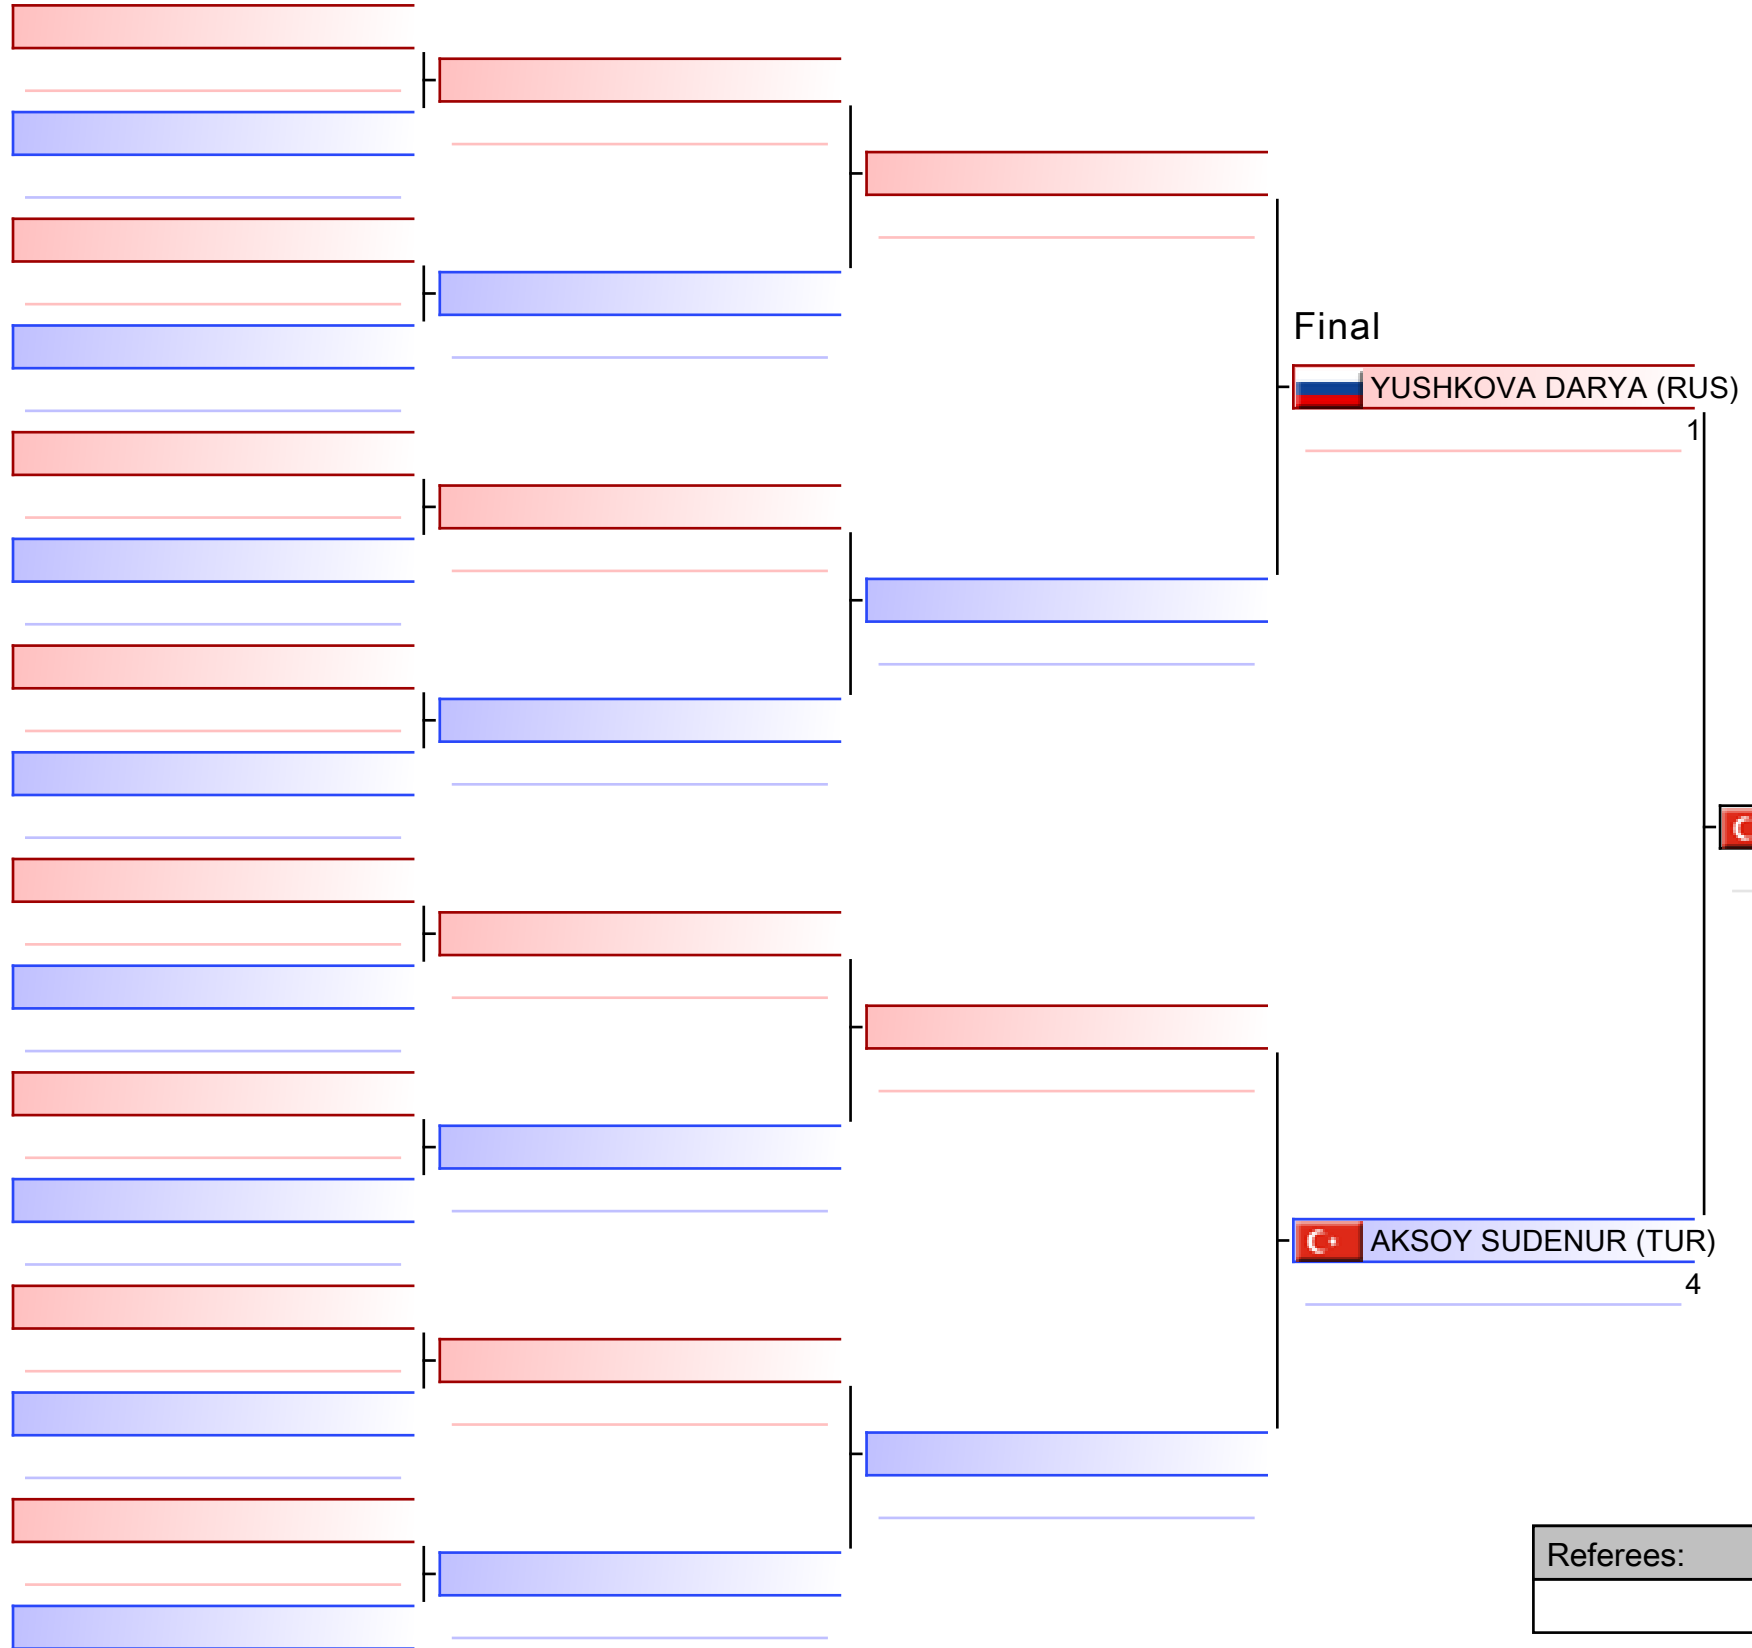 Final
YUSHKOVA DARYA (RUS)
1
AKSOY SUDENUR (TUR)
4
Referees: